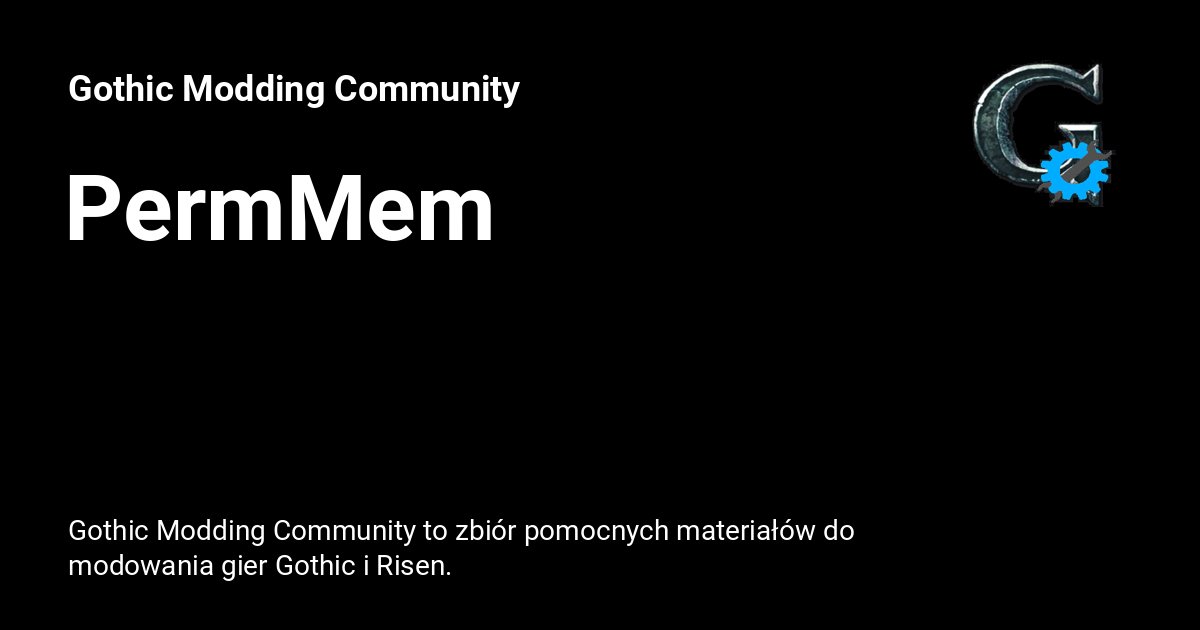 Gothic Modding Community
PermMem
Gothic Modding Community to zbiór pomocnych materiałów do
modowania gier Gothic i Risen.